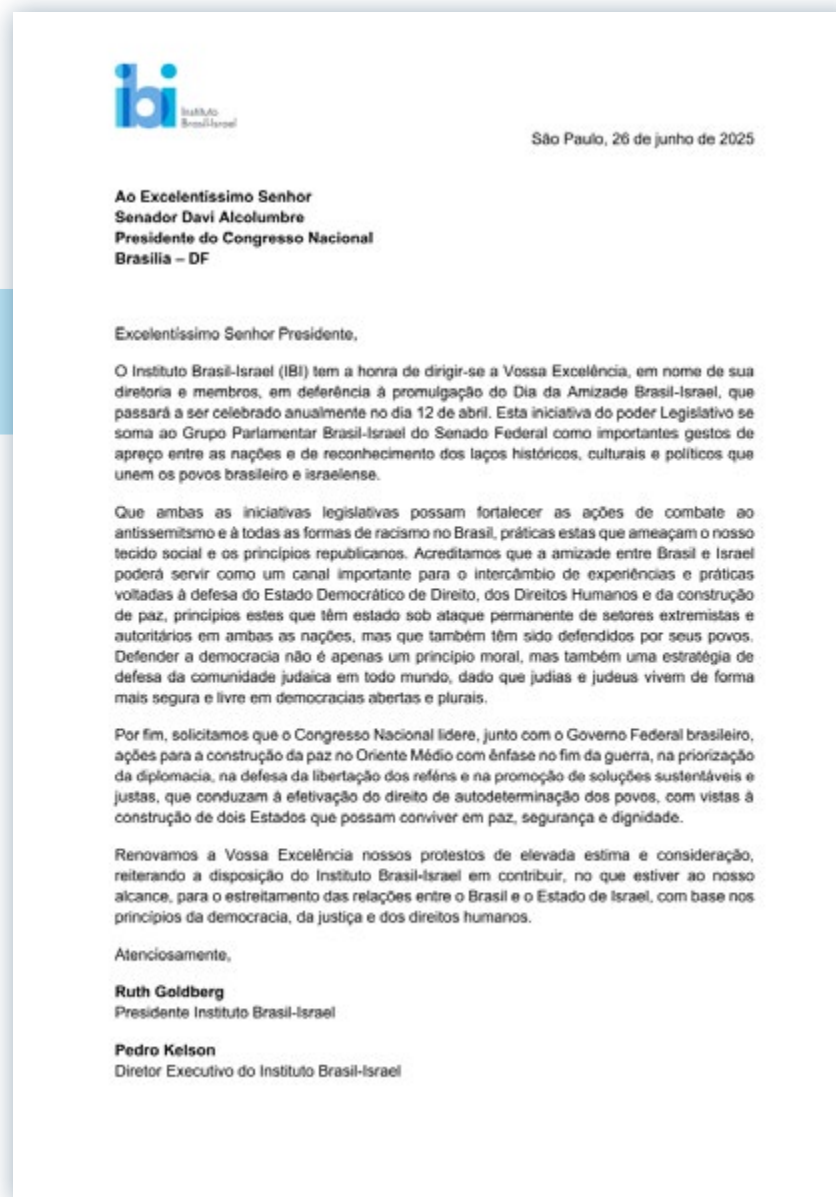 ibi
Instituto
Brasil-Israel
São Paulo, 26 de junho de 2025
Ao Excelentíssimo Senhor
Senador Davi Alcolumbre
Presidente do Congresso Nacional
Brasília – DF
Excelentíssimo Senhor Presidente,
O Instituto Brasil-Israel (IBI) tem a honra de dirigir-se a Vossa Excelência, em nome de sua
diretoria e membros, em deferência à promulgação do Dia da Amizade Brasil-Israel, que
passará a ser celebrado anualmente no dia 12 de abril. Esta iniciativa do poder Legislativo se
soma ao Grupo Parlamentar Brasil-Israel do Senado Federal como importantes gestos de
apreço entre as nações e de reconhecimento dos laços históricos, culturais e políticos que
unem os povos brasileiro e israelense.
Que ambas as iniciativas legislativas possam fortalecer as ações de combate ao
antissemitsmo e à todas as formas de racismo no Brasil, práticas estas que ameaçam o nosso
tecido social e os princípios republicanos. Acreditamos que a amizade entre Brasil e Israel
poderá servir como um canal importante para o intercâmbio de experiências e práticas
voltadas à defesa do Estado Democrático de Direito, dos Direitos Humanos e da construção
de paz, princípios estes que têm estado sob ataque permanente de setores extremistas e
autoritários em ambas as nações, mas que também têm sido defendidos por seus povos.
Defender a democracia não é apenas um princípio moral, mas também uma estratégia de
defesa da comunidade judaica em todo mundo, dado que judias e judeus vivem de forma
mais segura e livre em democracias abertas e plurais.
Por fim, solicitamos que o Congresso Nacional lidere, junto com o Governo Federal brasileiro,
ações para a construção da paz no Oriente Médio com ênfase no fim da guerra, na priorização
da diplomacia, na defesa da libertação dos reféns e na promoção de soluções sustentáveis e
justas, que conduzam à efetivação do direito de autodeterminação dos povos, com vistas à
construção de dois Estados que possam conviver em paz, segurança e dignidade.
Renovamos a Vossa Excelência nossos protestos de elevada estima e consideração,
reiterando a disposição do Instituto Brasil-Israel em contribuir, no que estiver ao nosso
alcance, para o estreitamento das relações entre o Brasil e o Estado de Israel, com base nos
princípios da democracia, da justiça e dos direitos humanos.
Atenciosamente,
Ruth Goldberg
Presidente Instituto Brasil-Israel
Pedro Kelson
Diretor Executivo do Instituto Brasil-Israel